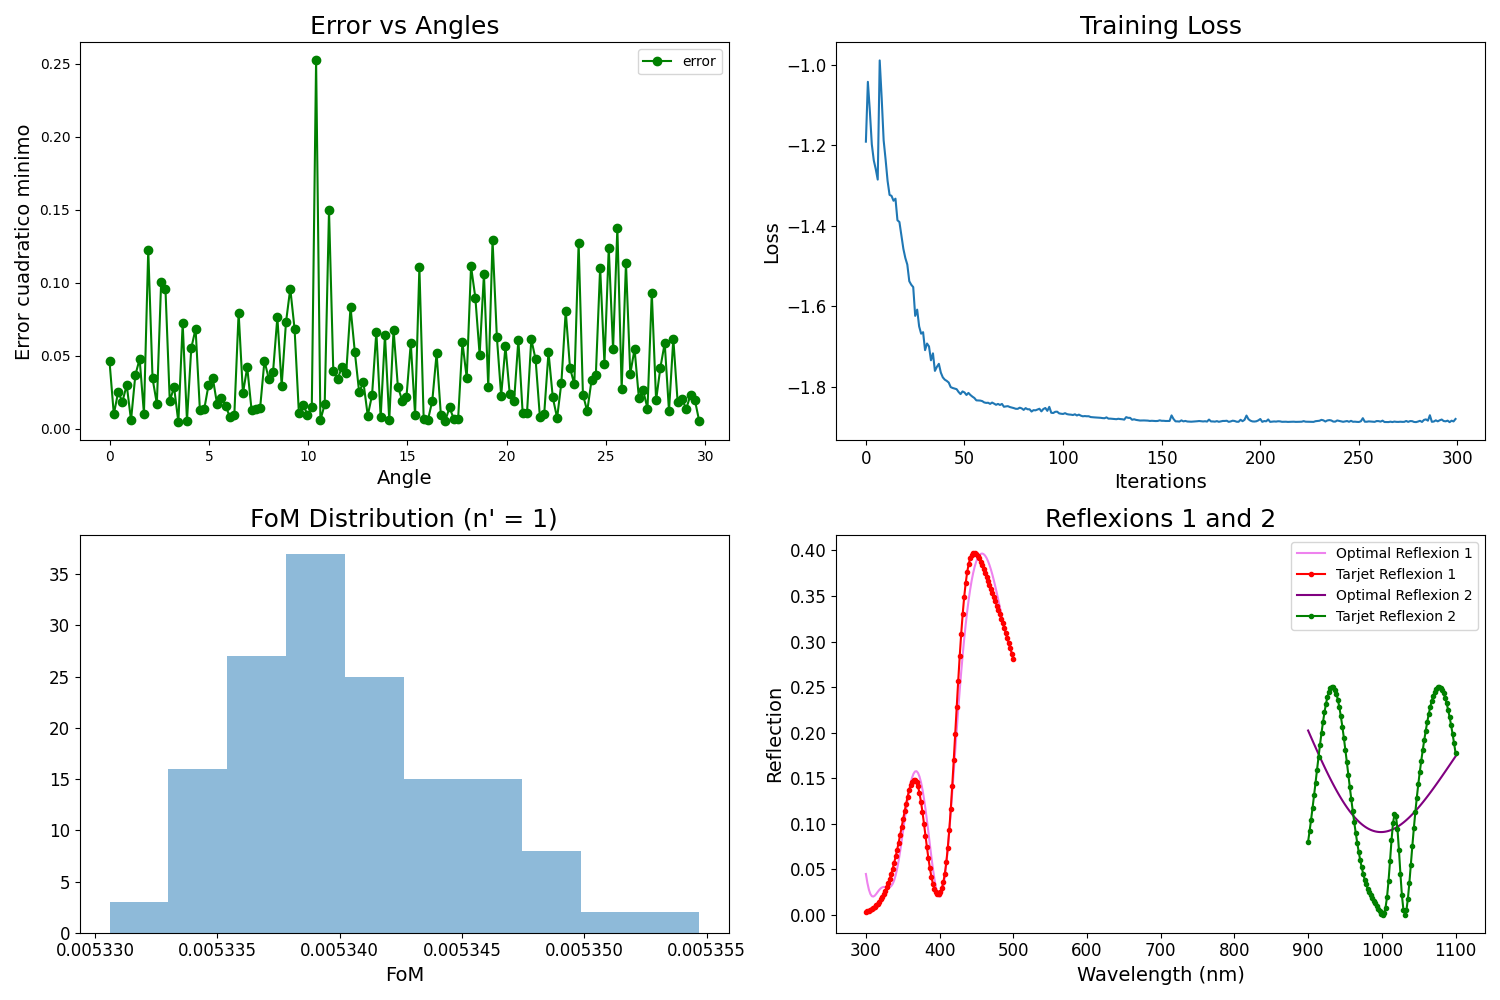 Error vs Angles
Error cuadratico minimo
0.25
0.20
0.15
0.10
0.05
0.00
error
0 5 10 15 20 25 30
Angle
Training Loss
Loss
−1.0
−1.2
−1.4
−1.6
−1.8
0 50 100 150 200 250 300
Iterations
FoM Distribution (n' = 1)
35
30
25
20
15
10
5
0
0.005330 0.005335 0.005340 0.005345 0.005350 0.005355
FoM
Reflexions 1 and 2
Reflection
0.40
0.35
0.30
0.25
0.20
0.15
0.10
0.05
0.00
Optimal Reflexion 1
Tarjet Reflexion 1
Optimal Reflexion 2
Tarjet Reflexion 2
300 400 500 600 700 800 900 1000 1100
Wavelength (nm)